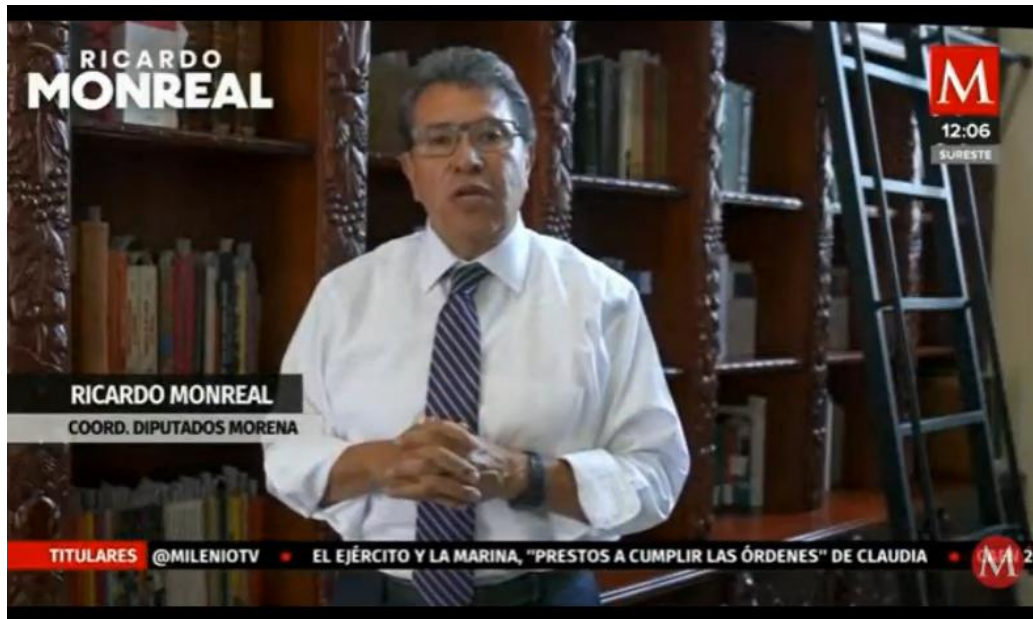 RICARDO
MONREAL
M
12:06
SURESTE
RICARDO MONREAL
COORD. DIPUTADOS MORENA
TITULARES @MILENIOTV • EL EJÉRCITO Y LA MARINA, "PRESTOS A CUMPLIR LAS ÓRDENES" DE CLAUDIA •
M